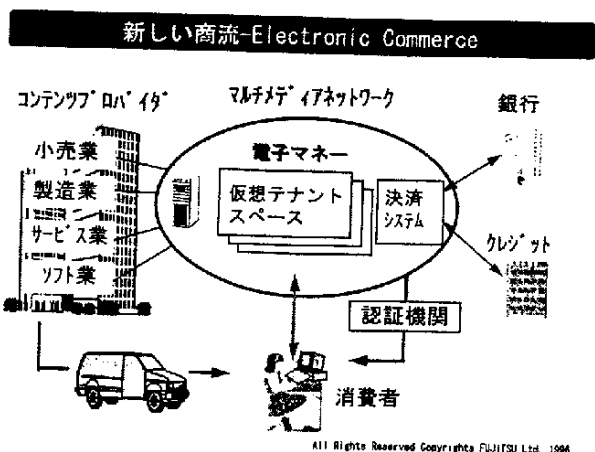 新しい商流-Electronic Commerce
コンテンツプロバイダ
マルチメディアネットワーク
銀行
小売業
製造業
サービス業
ソフト業
電子マネー
仮想テナント
スペース
決済
システム
クレジット
認証機関
消費者
All Rights Reserved Copyrights FUJITSU Ltd. 1996